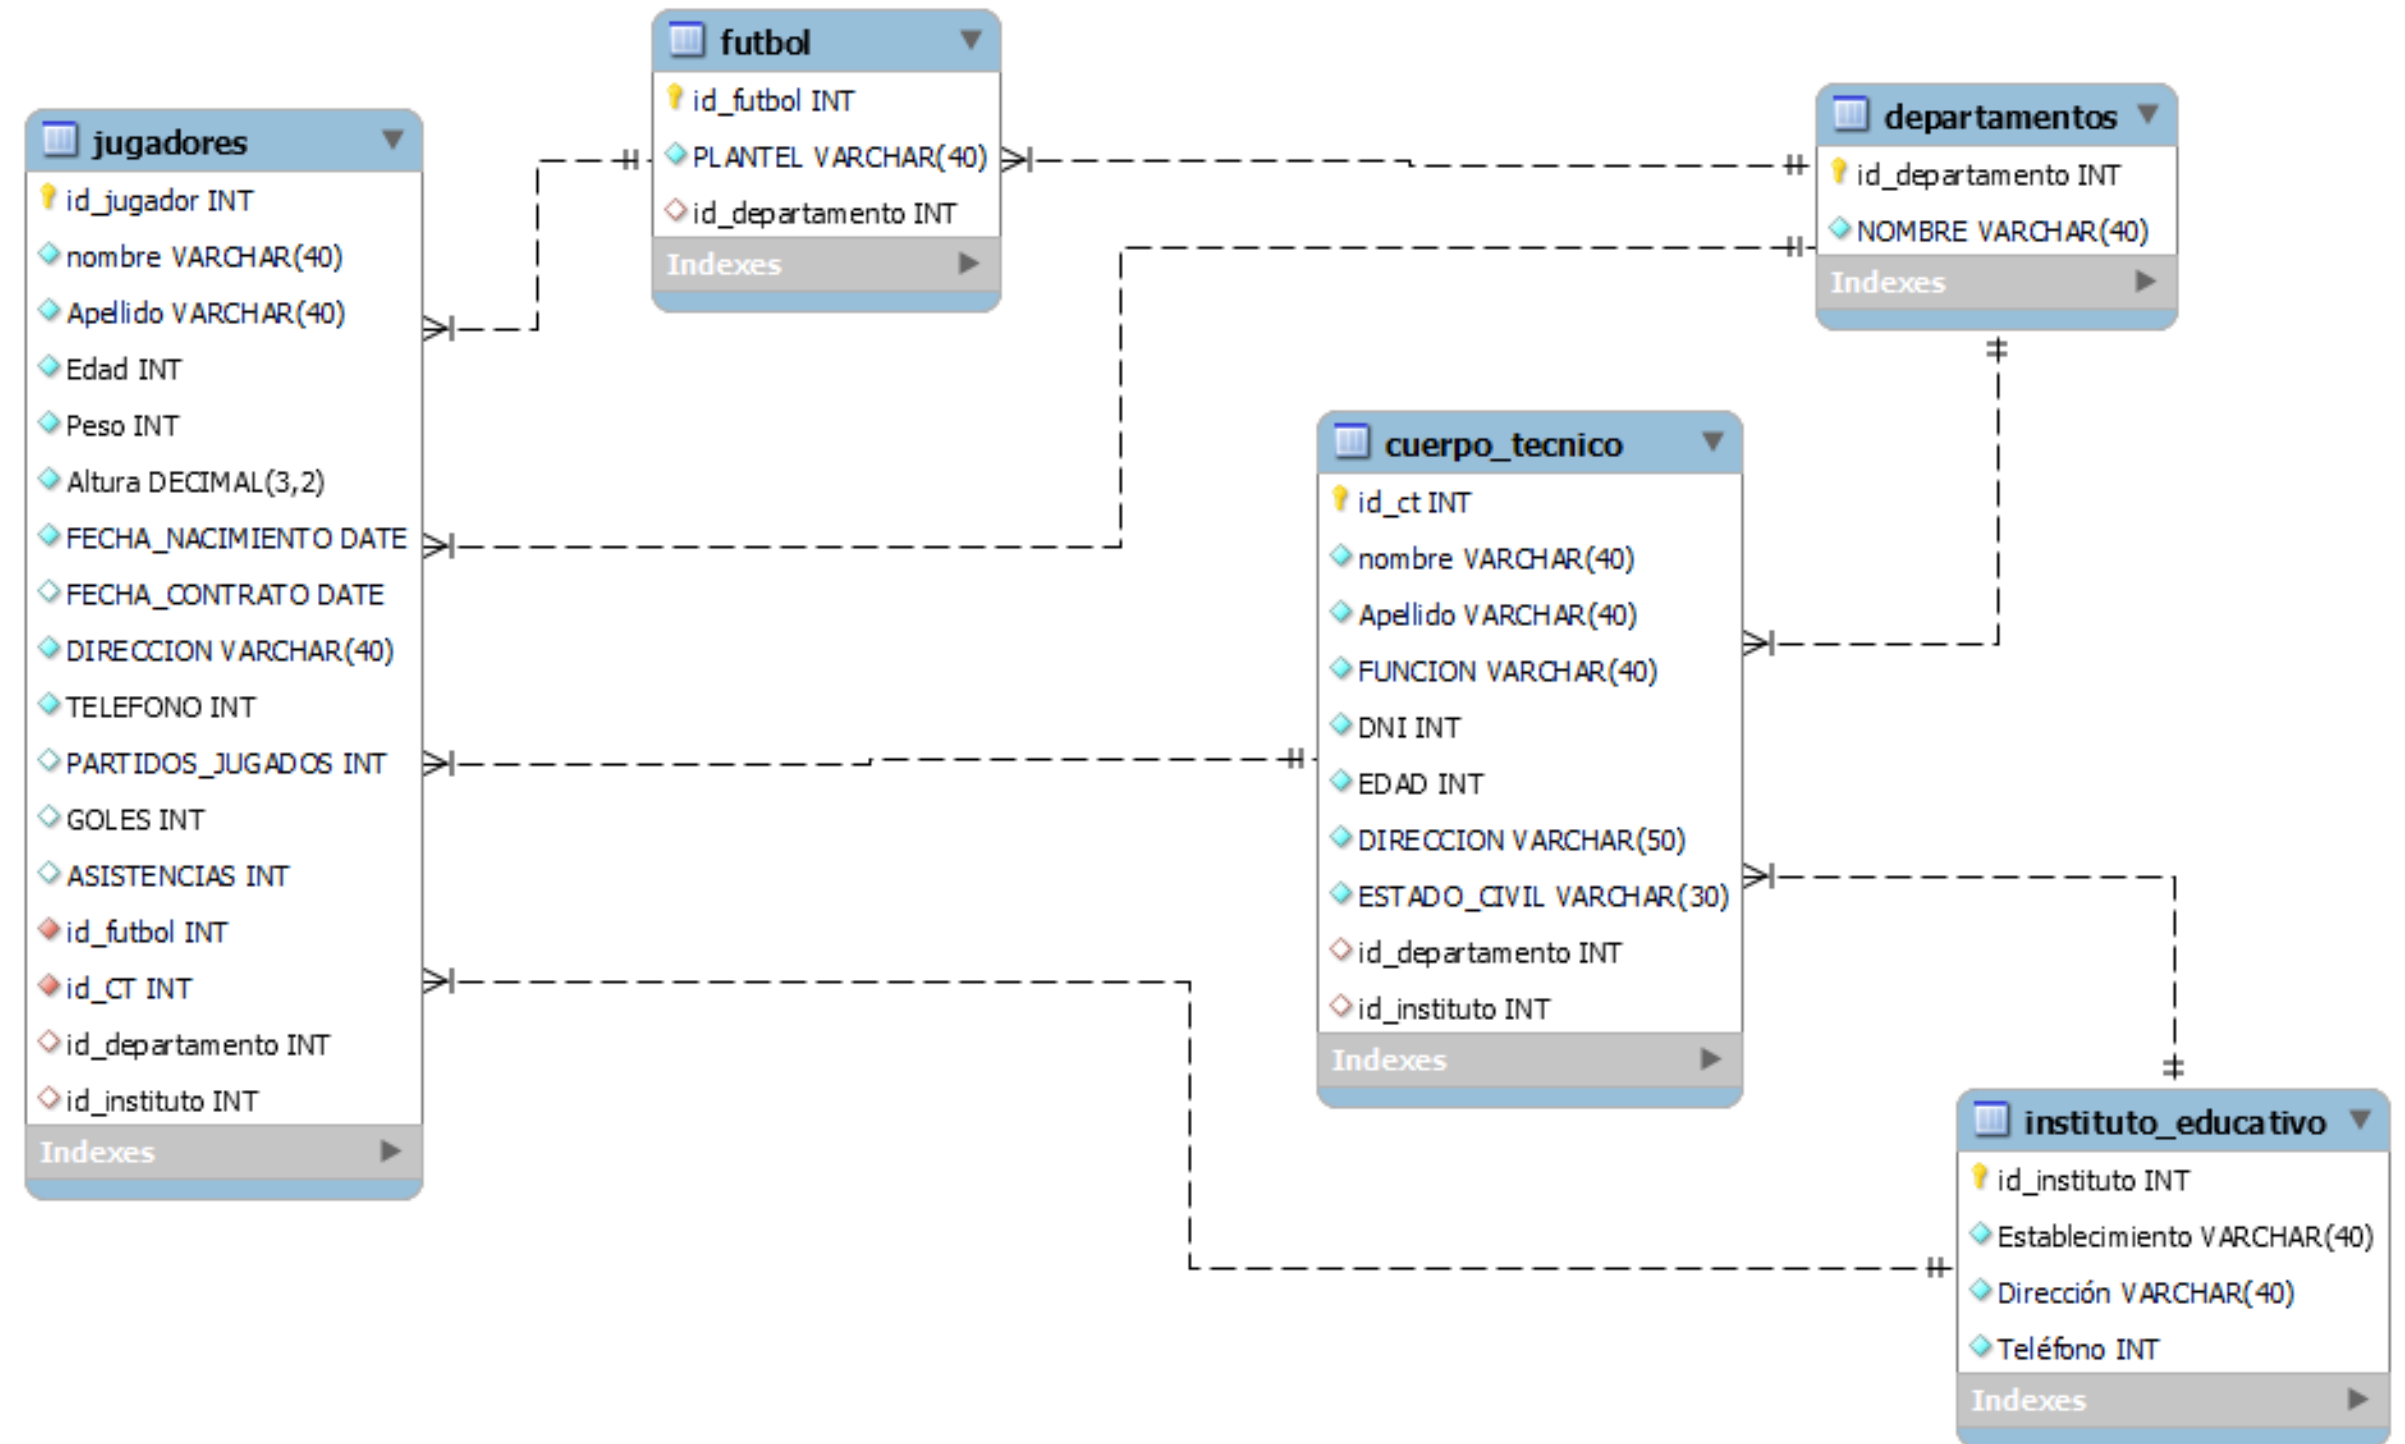 futbol
id_futbol INT
PLANTEL VARCHAR(40)
id_departamento INT
Indexes
jugadores
id_jugador INT
nombre VARCHAR(40)
Apellido VARCHAR(40)
Edad INT
Peso INT
Altura DECIMAL(3,2)
FECHA_NACIMIENTO DATE
FECHA_CONTRATO DATE
DIRECCION VARCHAR(40)
TELEFONO INT
PARTIDOS_JUGADOS INT
GOLES INT
ASISTENCIAS INT
id_futbol INT
id_CT INT
id_departamento INT
id_instituto INT
Indexes
departamentos
id_departamento INT
NOMBRE VARCHAR(40)
Indexes
cuerpo_tecnico
id_ct INT
nombre VARCHAR(40)
Apellido VARCHAR(40)
FUNCION VARCHAR(40)
DNI INT
EDAD INT
DIRECCION VARCHAR(50)
ESTADO_CIVIL VARCHAR(30)
id_departamento INT
id_instituto INT
Indexes
instituto_educativo
id_instituto INT
Establecimiento VARCHAR(40)
Dirección VARCHAR(40)
Teléfono INT
Indexes